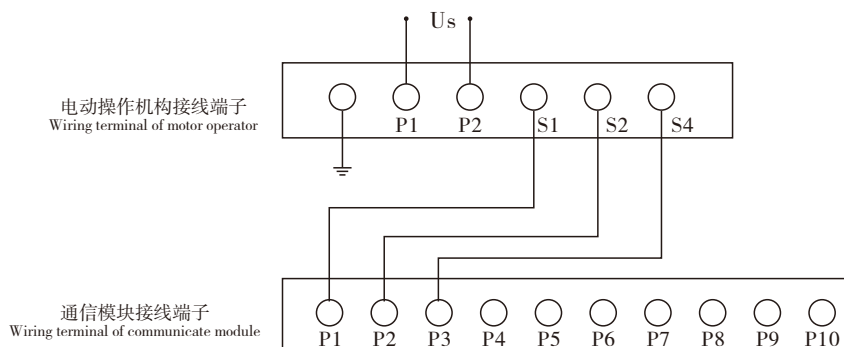 Us
电动操作机构接线端子
Wiring terminal of motor operator
P1 P2 S1 S2 S4
通信模块接线端子
Wiring terminal of communicate module
P1 P2 P3 P4 P5 P6 P7 P8 P9 P10